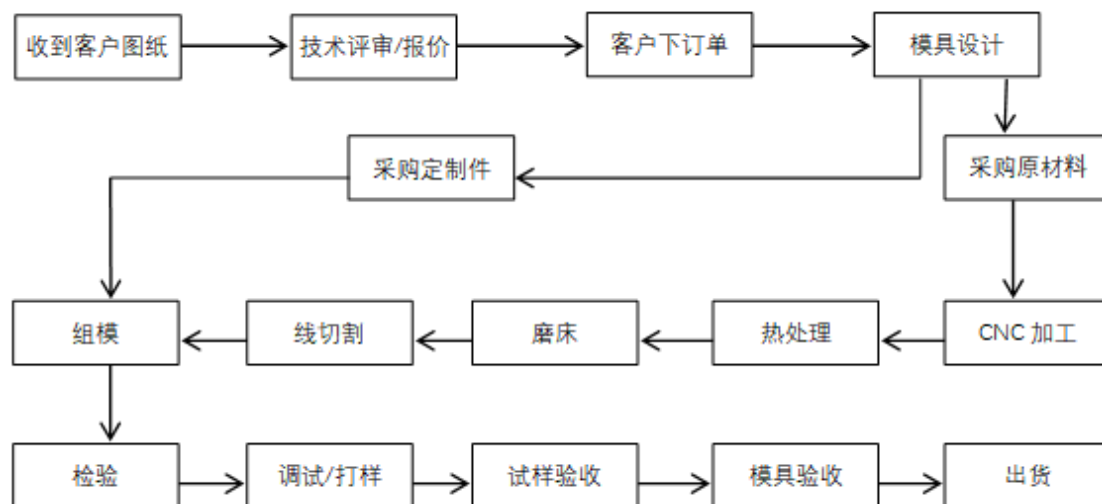 收到客户图纸
技术评审/报价
客户下订单
模具设计
采购定制件
采购原材料
组模
线切割
磨床
热处理
CNC 加工
检验
调试/打样
试样验收
模具验收
出货